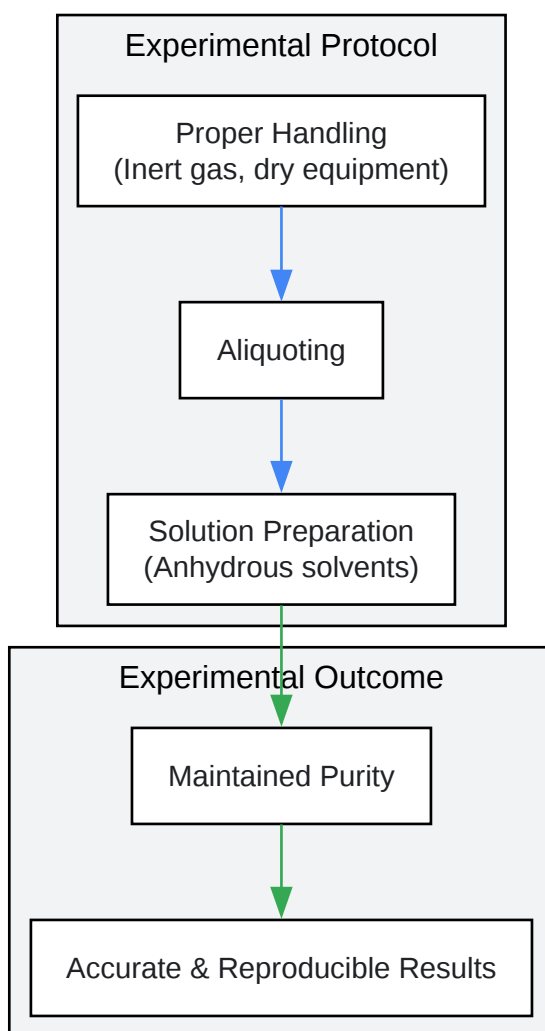 Experimental Protocol
Proper Handling
(Inert gas, dry equipment)
Aliquoting
Solution Preparation
(Anhydrous solvents)
Experimental Outcome
Maintained Purity
Accurate & Reproducible Results